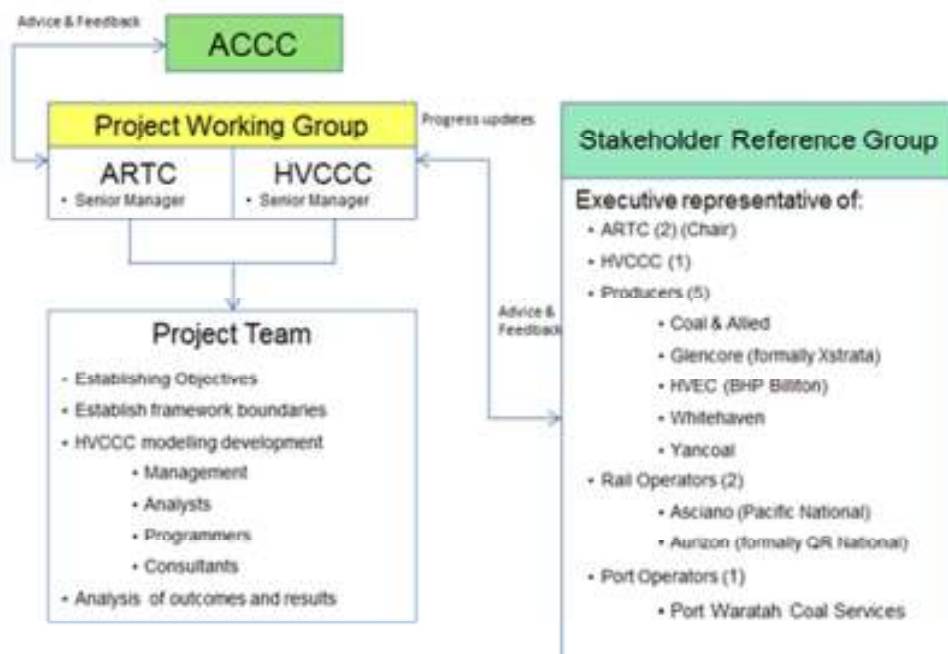 Advice & Feedback
ACCC
Project Working Group
ARTC
• Senior Manager
HVCCC
• Senior Manager
Progress updates
Project Team
• Establishing Objectives
• Establish framework boundaries
• HVCCC modelling development
• Management
• Analysts
• Programmers
• Consultants
• Analysis of outcomes and results
Advice &
Feedback
Stakeholder Reference Group
Executive representative of:
• ARTC (2) (Chair)
• HVCCC (1)
• Producers (5)
• Coal & Allied
• Glencore (formally Xstrata)
• HVEC (BHP Billiton)
• Whitehaven
• Yancoal
• Rail Operators (2)
• Asciano (Pacific National)
• Aurizon (formally QR National)
• Port Operators (1)
• Port Waratah Coal Services